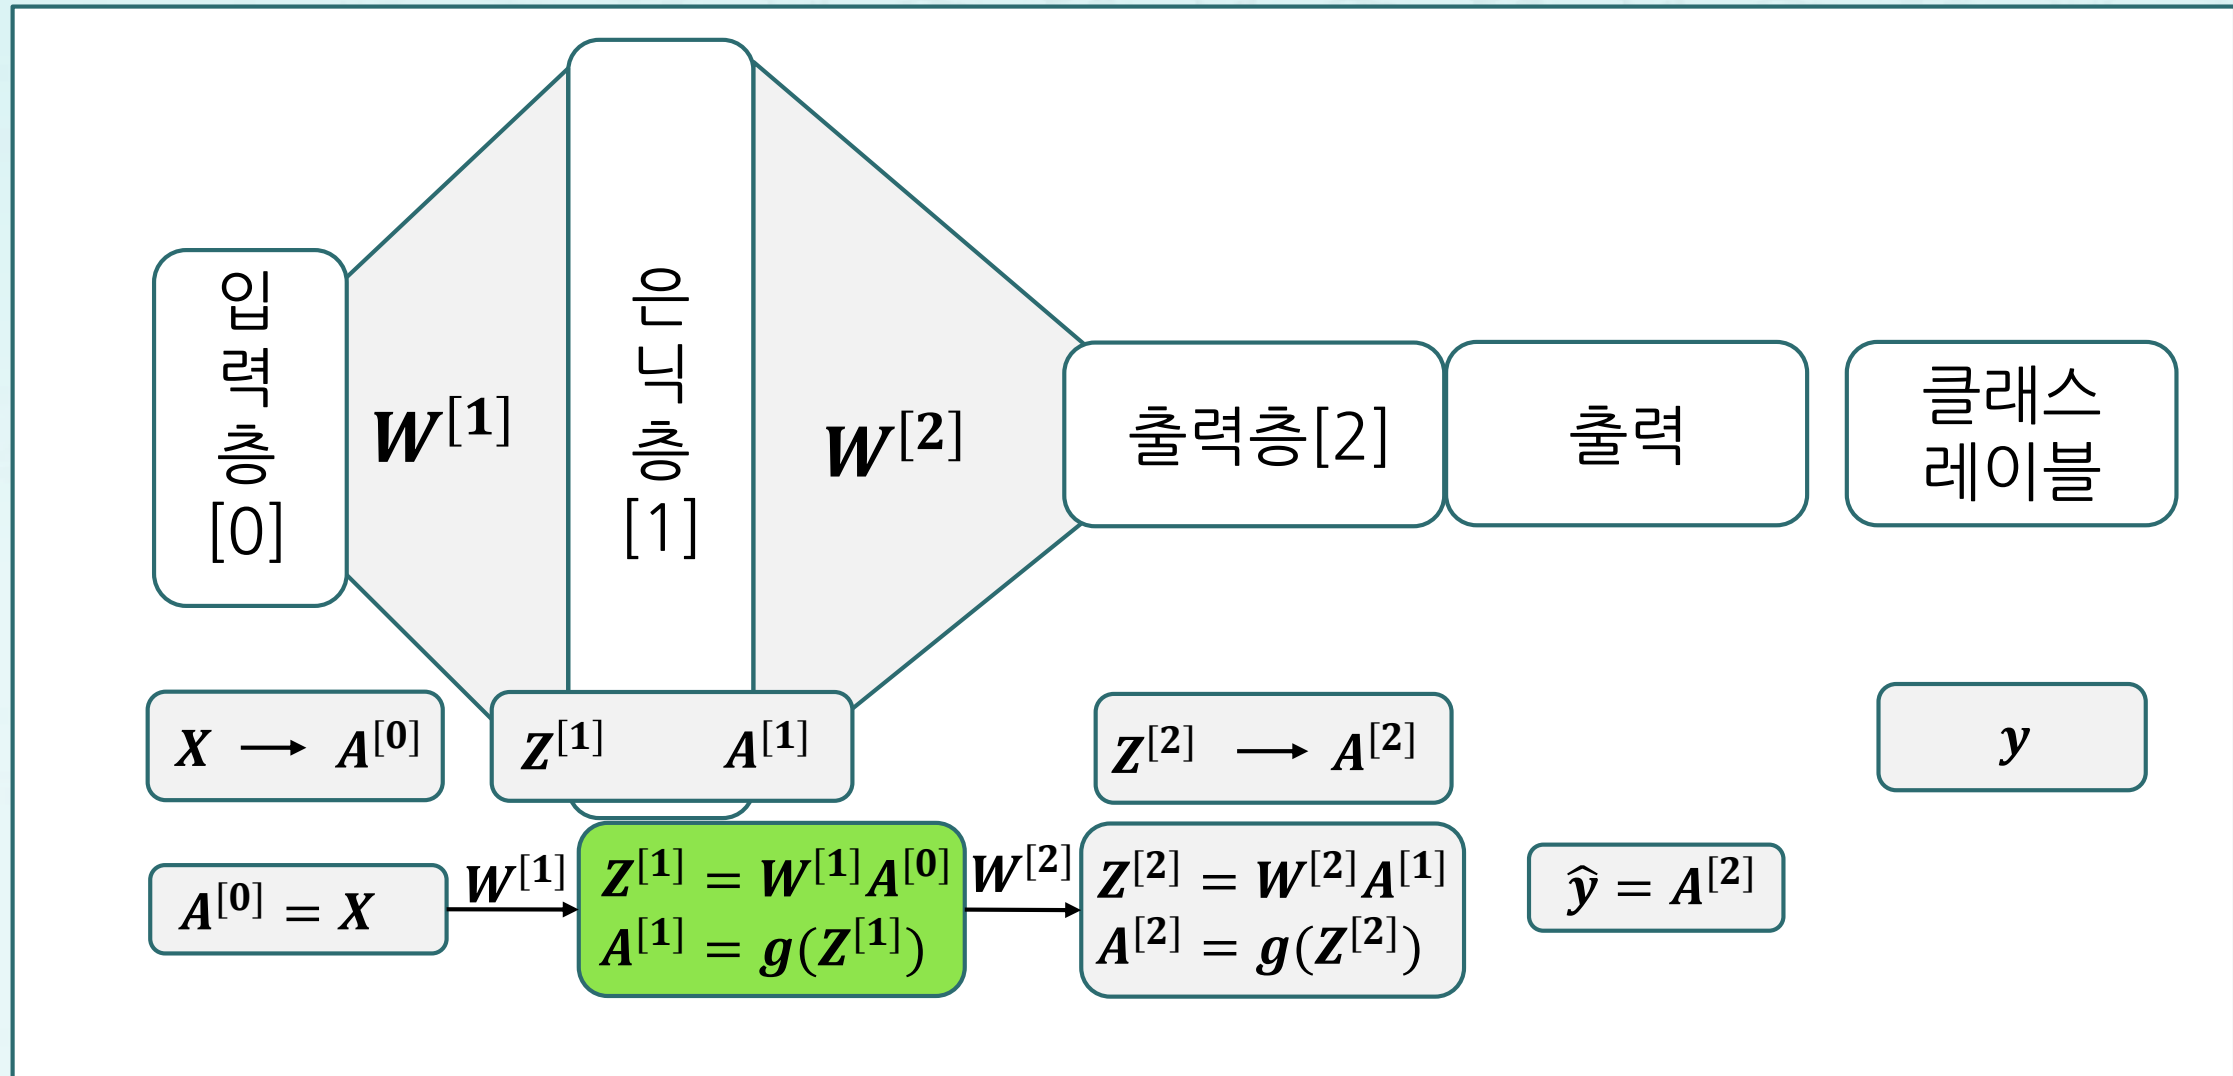 입
력
층
[0]
W^[1]
은
닉
층
[1]
W^[2]
출력층[2]
출력
클래스
레이블
X → A^[0]
Z^[1] A^[1]
Z^[2] → A^[2]
y
A^[0] = X
W^[1]
Z^[1] = W^[1]A^[0]
A^[1] = g(Z^[1])
W^[2]
Z^[2] = W^[2]A^[1]
A^[2] = g(Z^[2])
ŷ = A^[2]